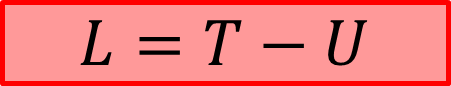 L = T − U